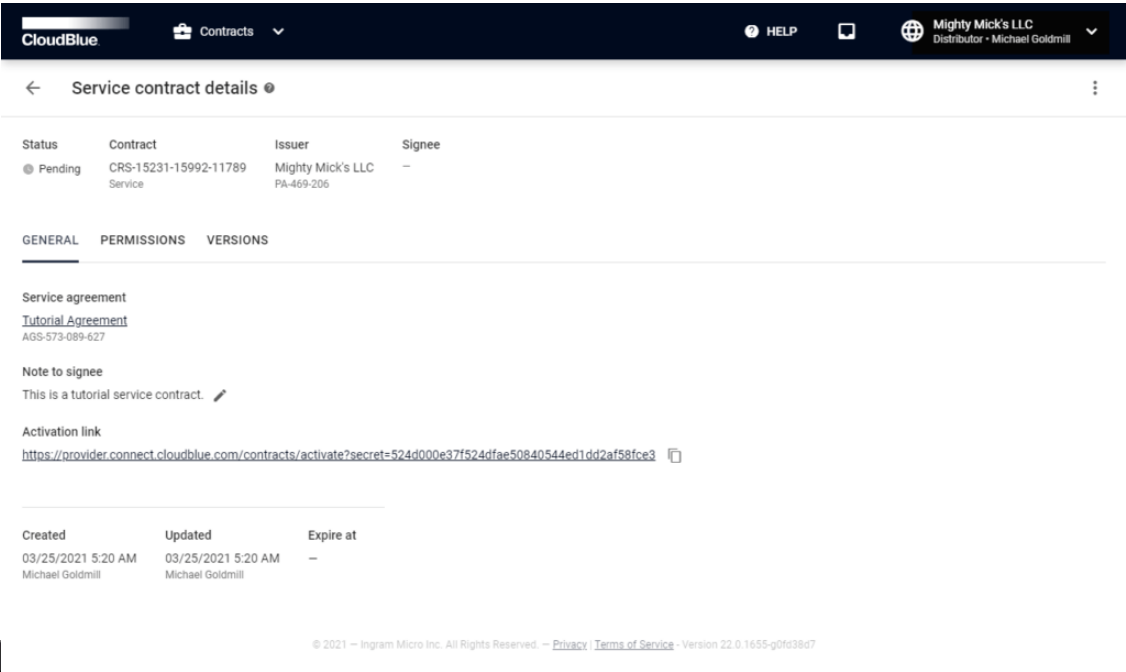 CloudBlue.
Contracts
HELP
Mighty Mick's LLC
Distributor • Michael Goldmill
Service contract details
Status
Contract
Issuer
Signee
Pending
CRS-15231-15992-11789
Mighty Mick's LLC
–
Service
PA-469-206
GENERAL
PERMISSIONS
VERSIONS
Service agreement
Tutorial Agreement
AGS-573-089-627
Note to signee
This is a tutorial service contract.
Activation link
https://provider.connect.cloudblue.com/contracts/activate?secret=524d000e37f524dfae50840544ed1dd2af58fce3
Created
Updated
Expire at
03/25/2021 5:20 AM
03/25/2021 5:20 AM
–
Michael Goldmill
Michael Goldmill
© 2021 – Ingram Micro Inc. All Rights Reserved. – Privacy | Terms of Service - Version 22.0.1655-g0fd38d7